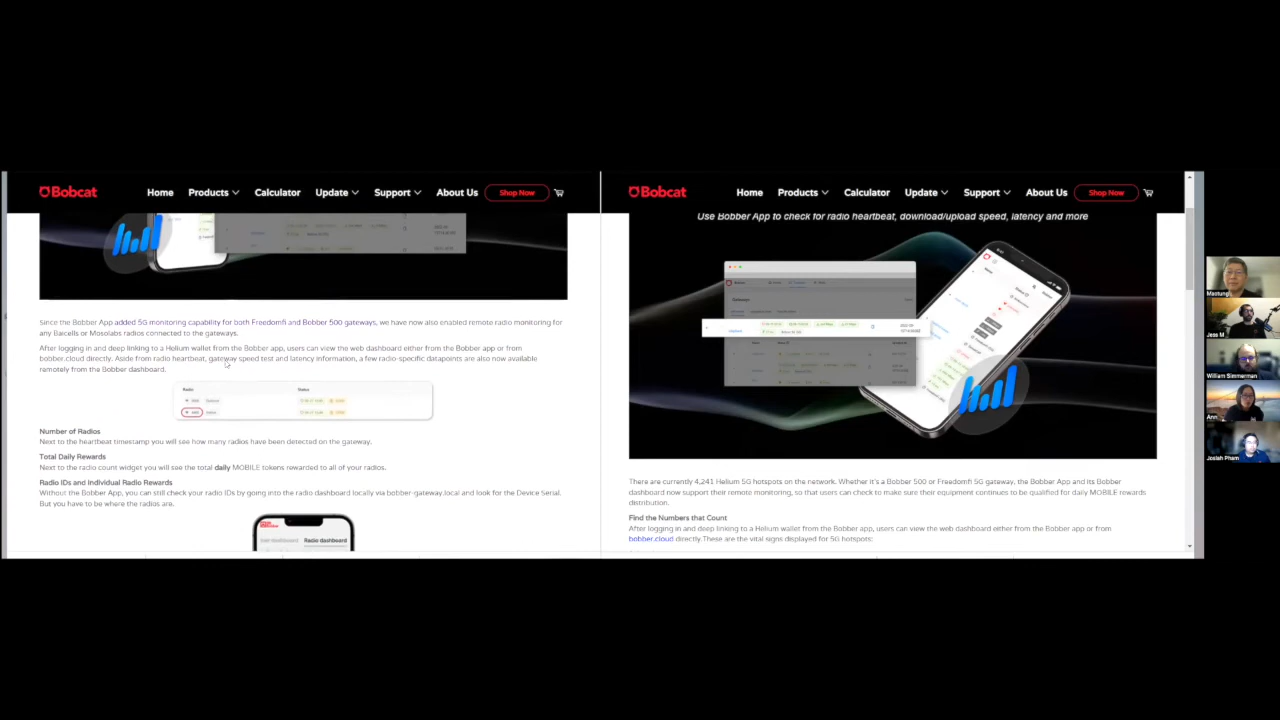 Bobcat
Home Products Calculator Update Support About Us Shop Now
Since the Bobber App added 5G monitoring capability for both Freedomfi and Bobber 500 gateways, we have now also enabled remote radio monitoring for
any Baicells or Mosolabs radios connected to the gateways.
After logging in and deep linking to a Helium wallet from the Bobber app, users can view the web dashboard either from the Bobber app or from
bobber.cloud directly. Aside from radio heartbeat, gateway speed test and latency information, a few radio-specific datapoints are also now available
remotely from the Bobber dashboard.
Radio Status
Number of Radios
Next to the heartbeat timestamp you will see how many radios have been detected on the gateway.
Total Daily Rewards
Next to the radio count widget you will see the total daily MOBILE tokens rewarded to all of your radios.
Radio IDs and Individual Radio Rewards
Without the Bobber App, you can still check your radio IDs by going into the radio dashboard locally via bobber-gateway.local and look for the Device Serial.
But you have to be where the radios are.
Radio dashboard
Bobcat
Home Products Calculator Update Support About Us Shop Now
Use Bobber App to check for radio heartbeat, download/upload speed, latency and more
There are currently 4,241 Helium 5G hotspots on the network. Whether it's a Bobber 500 or Freedomfi 5G gateway, the Bobber App and its Bobber
dashboard now support their remote monitoring, so that users can check to make sure their equipment continues to be qualified for daily MOBILE rewards
distribution.
Find the Numbers that Count
After logging in and deep linking to a Helium wallet from the Bobber app, users can view the web dashboard either from the Bobber app or from
bobber.cloud directly.These are the vital signs displayed for 5G hotspots:
Maotung
Jess M
William Simmerman
Ann
Josiah Pham